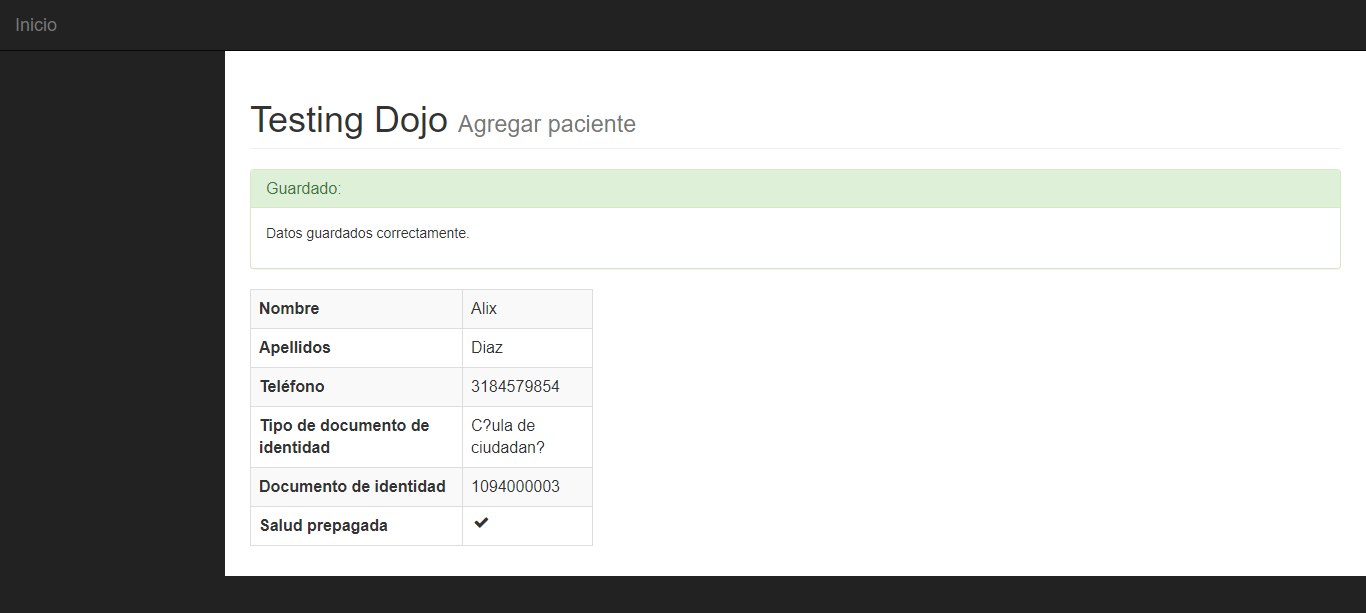 Inicio
Testing Dojo Agregar paciente
Guardado:
Datos guardados correctamente.
Nombre Alix
Apellidos Diaz
Teléfono 3184579854
Tipo de documento de C?ula de
identidad ciudadan?
Documento de identidad 1094000003
Salud prepagada